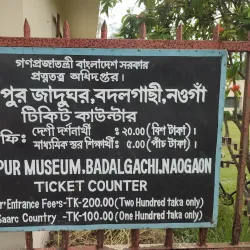 গণপ্রজাতন্ত্রী বাংলাদেশ সরকার
প্রত্নতত্ত্ব অধিদপ্তর।
পুর জাদুঘর,বদলগাছী,নওগাঁ
টিকিট কাউন্টার
ফি: দেশী দর্শনার্থী : ২০.০০(বিশ টাকা)।
মাধ্যমিক স্তর শিক্ষার্থী : ৫.০০ (পাঁচ টাকা)।
PUR MUSEUM,BADALGACHI,NAOGAON
TICKET COUNTER
r Entrance Fees-TK-200.00(Two Hundred taka only)
Saarc Country -TK-100.00(One Hundred taka only)